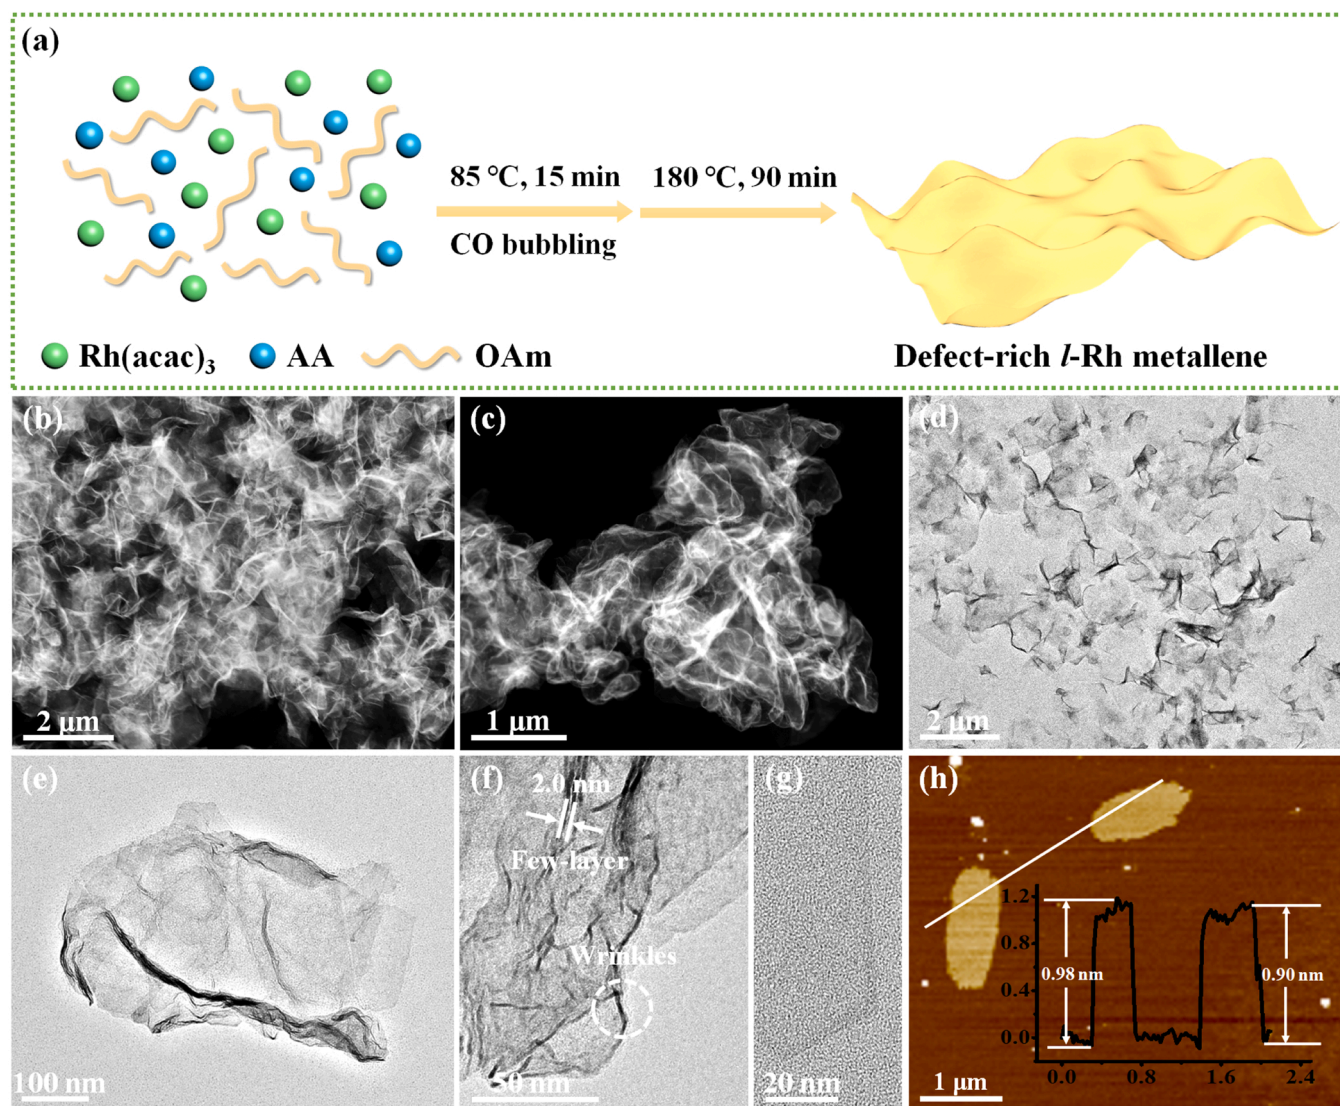 (a)
85 °C, 15 min
180 °C, 90 min
CO bubbling
Rh(acac)₃
AA
OAm
Defect-rich l-Rh metallene
(b)
2 μm
(c)
1 μm
(d)
2 μm
(e)
100 nm
(f)
2.0 nm
Few-layer
Wrinkles
50 nm
(g)
20 nm
(h)
1.2
0.8
0.4
0.0
0.98 nm
0.90 nm
0.0 0.8 1.6 2.4
1 μm